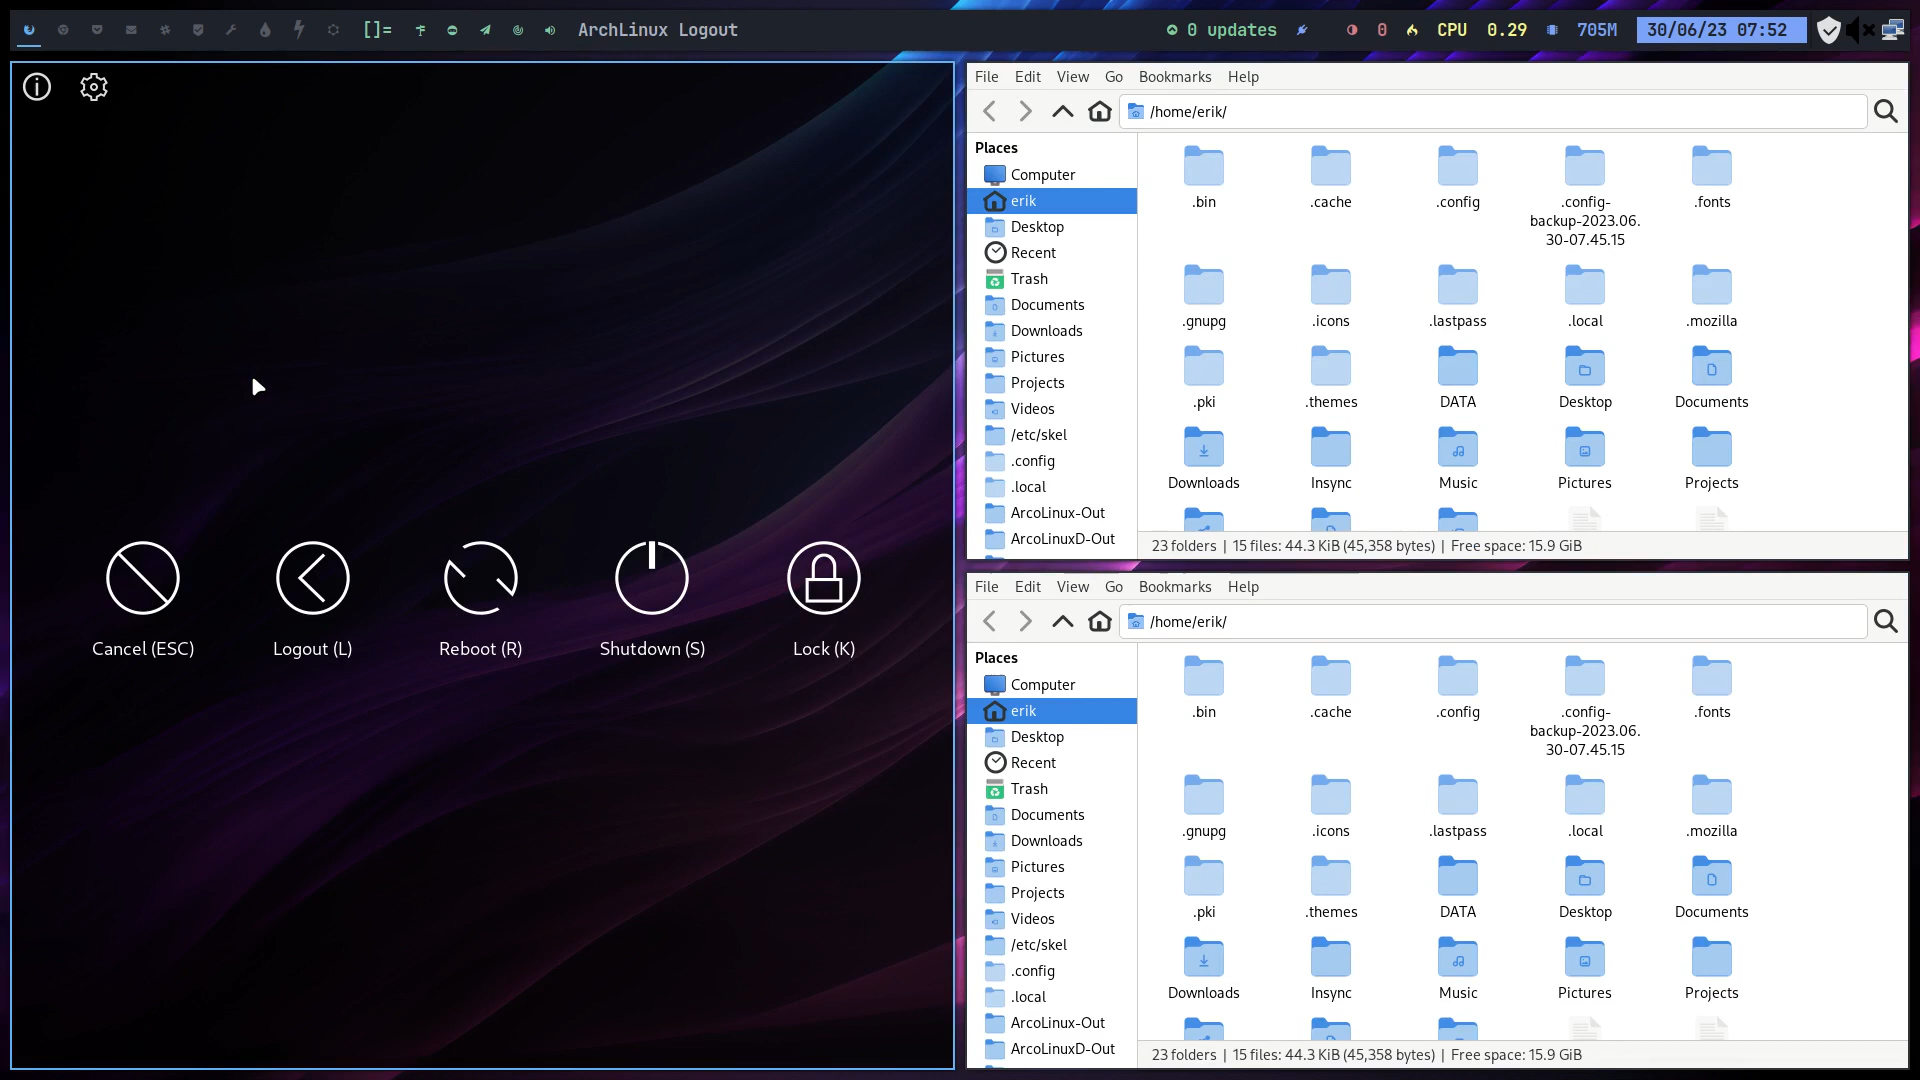 []= ArchLinux Logout 0 updates 0 CPU 0.29 705M 30/06/23 07:52
Cancel (ESC) Logout (L) Reboot (R) Shutdown (S) Lock (K)
File Edit View Go Bookmarks Help
/home/erik/
Places
Computer
erik
Desktop
Recent
Trash
Documents
Downloads
Pictures
Projects
Videos
/etc/skel
.config
.local
ArcoLinux-Out
ArcoLinuxD-Out
.bin .cache .config .config-
backup-2023.06.
30-07.45.15
.fonts
.gnupg .icons .lastpass .local .mozilla
.pki .themes DATA Desktop Documents
Downloads Insync Music Pictures Projects
23 folders | 15 files: 44.3 KiB (45,358 bytes) | Free space: 15.9 GiB
File Edit View Go Bookmarks Help
/home/erik/
Places
Computer
erik
Desktop
Recent
Trash
Documents
Downloads
Pictures
Projects
Videos
/etc/skel
.config
.local
ArcoLinux-Out
ArcoLinuxD-Out
.bin .cache .config .config-
backup-2023.06.
30-07.45.15
.fonts
.gnupg .icons .lastpass .local .mozilla
.pki .themes DATA Desktop Documents
Downloads Insync Music Pictures Projects
23 folders | 15 files: 44.3 KiB (45,358 bytes) | Free space: 15.9 GiB